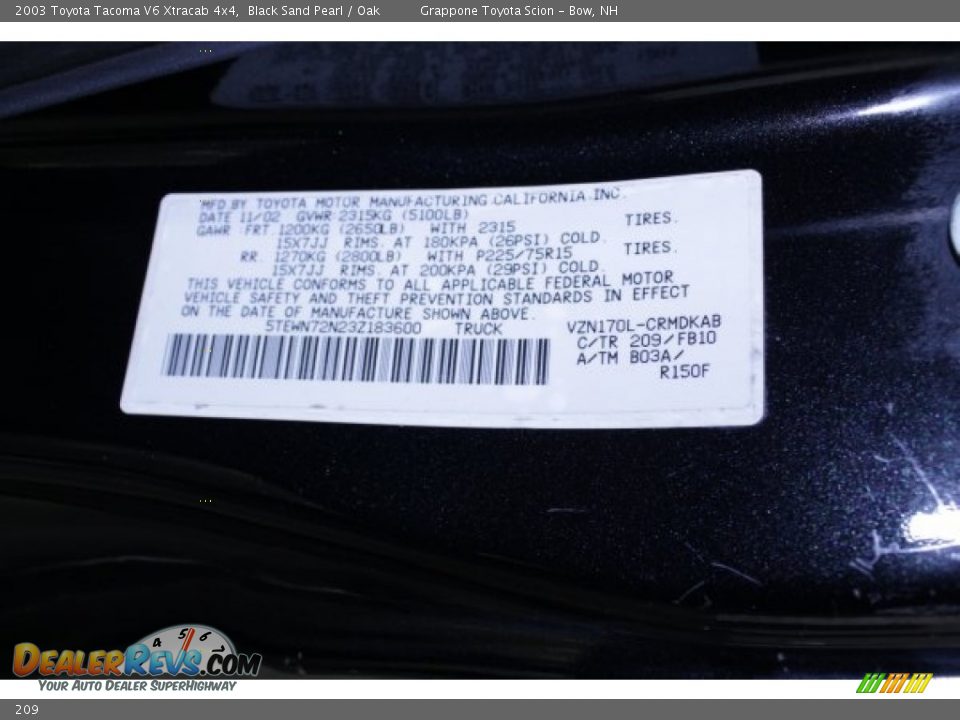 2003 Toyota Tacoma V6 Xtracab 4x4, Black Sand Pearl / Oak Grappone Toyota Scion - Bow, NH
MFD BY TOYOTA MOTOR MANUFACTURING CALIFORNIA INC.
DATE 11/02 GVWR 2315KG (5100LB)
GAWR FRT 1200KG (2650LB) WITH 2315 TIRES.
15X7JJ RIMS. AT 180KPA (26PSI) COLD.
RR. 1270KG (2800LB) WITH P225/75R15 TIRES.
15X7JJ RIMS. AT 200KPA (29PSI) COLD.
THIS VEHICLE CONFORMS TO ALL APPLICABLE FEDERAL MOTOR
VEHICLE SAFETY AND THEFT PREVENTION STANDARDS IN EFFECT
ON THE DATE OF MANUFACTURE SHOWN ABOVE.
5TEWN72N23Z183600 TRUCK VZN170L-CRMDKAB
C/TR 209/FB10
A/TM B03A/
R150F
4 5 6
DEALERREVS.COM
YOUR AUTO DEALER SUPERHIGHWAY
209